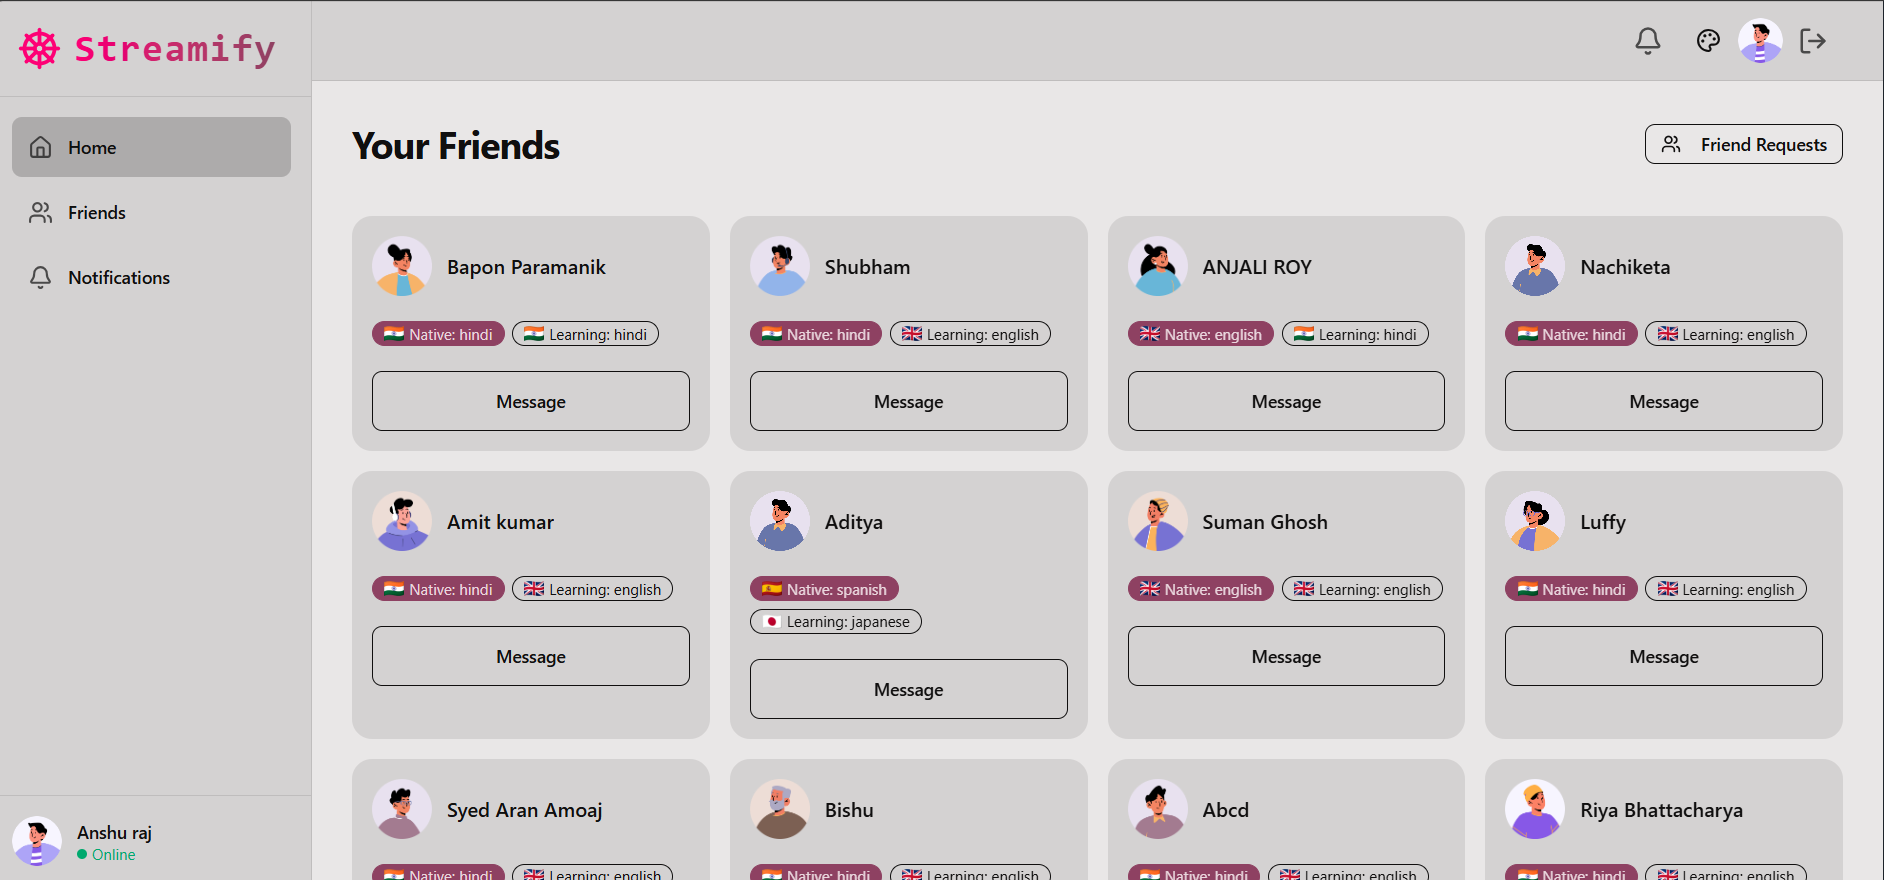 Streamify
Home
Friends
Notifications
Anshu raj
Online
Your Friends
Friend Requests
Bapon Paramanik
Native: hindi Learning: hindi
Message
Shubham
Native: hindi Learning: english
Message
ANJALI ROY
Native: english Learning: hindi
Message
Nachiketa
Native: hindi Learning: english
Message
Amit kumar
Native: hindi Learning: english
Message
Aditya
Native: spanish
Learning: japanese
Message
Suman Ghosh
Native: english Learning: english
Message
Luffy
Native: hindi Learning: english
Message
Syed Aran Amoaj
Native: hindi Learning: english
Bishu
Native: hindi Learning: english
Abcd
Native: hindi Learning: english
Riya Bhattacharya
Native: hindi Learning: english